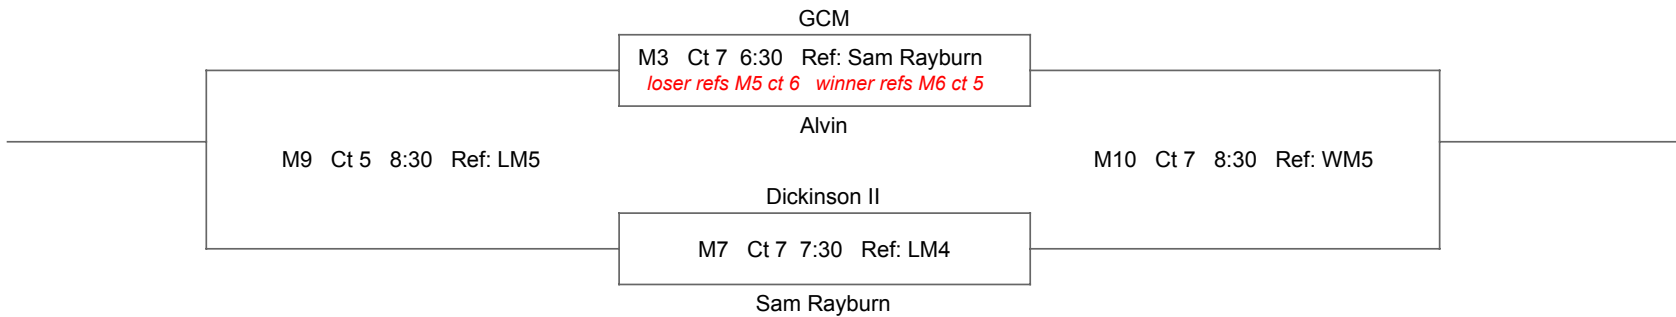 GCM
M3 Ct 7 6:30 Ref: Sam Rayburn
loser refs M5 ct 6 winner refs M6 ct 5
Alvin
M9 Ct 5 8:30 Ref: LM5
M10 Ct 7 8:30 Ref: WM5
Dickinson II
M7 Ct 7 7:30 Ref: LM4
Sam Rayburn